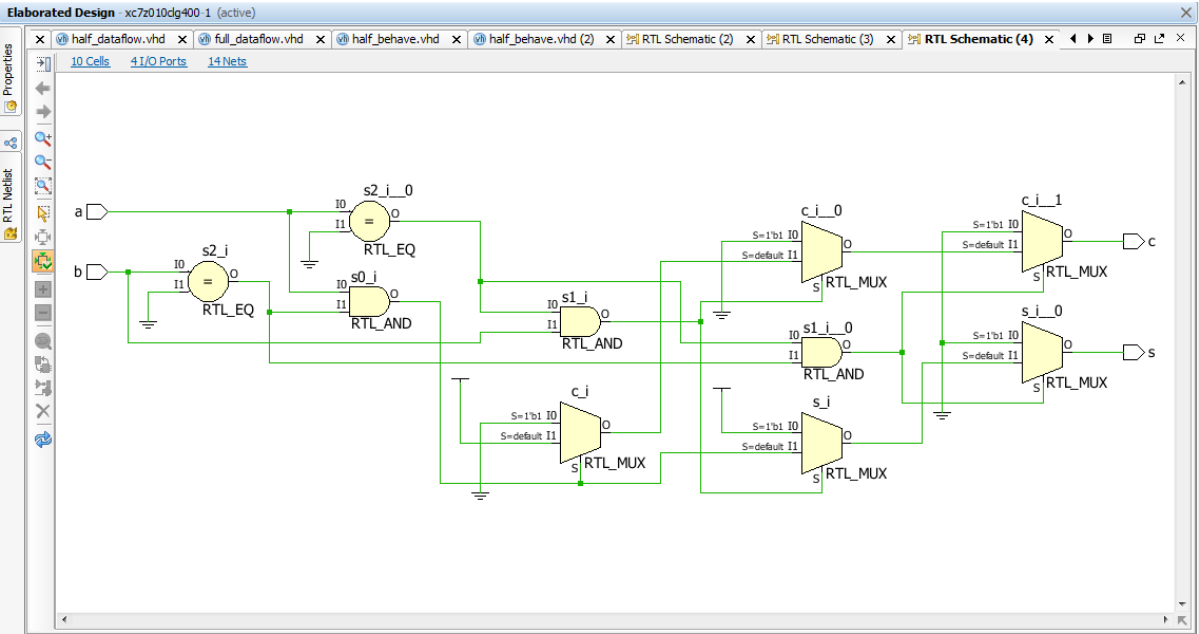 Elaborated Design - xc7z010clg400-1 (active)
half_dataflow.vhd
full_dataflow.vhd
half_behave.vhd
half_behave.vhd (2)
RTL Schematic (2)
RTL Schematic (3)
RTL Schematic (4)
Properties
RTL Netlist
10 Cells
4 I/O Ports
14 Nets
a
b
s2_i__0
I0
I1
=
O
RTL_EQ
s2_i
I0
I1
=
O
RTL_EQ
s0_i
I0
I1
O
RTL_AND
s1_i
I0
I1
O
RTL_AND
c_i
S=1'b1 I0
S=default I1
O
S
RTL_MUX
c_i__0
S=1'b1 I0
S=default I1
O
S
RTL_MUX
s1_i__0
I0
I1
O
RTL_AND
s_i
S=1'b1 I0
S=default I1
O
S
RTL_MUX
c_i__1
S=1'b1 I0
S=default I1
O
S
RTL_MUX
c
s_i__0
S=1'b1 I0
S=default I1
O
S
RTL_MUX
s